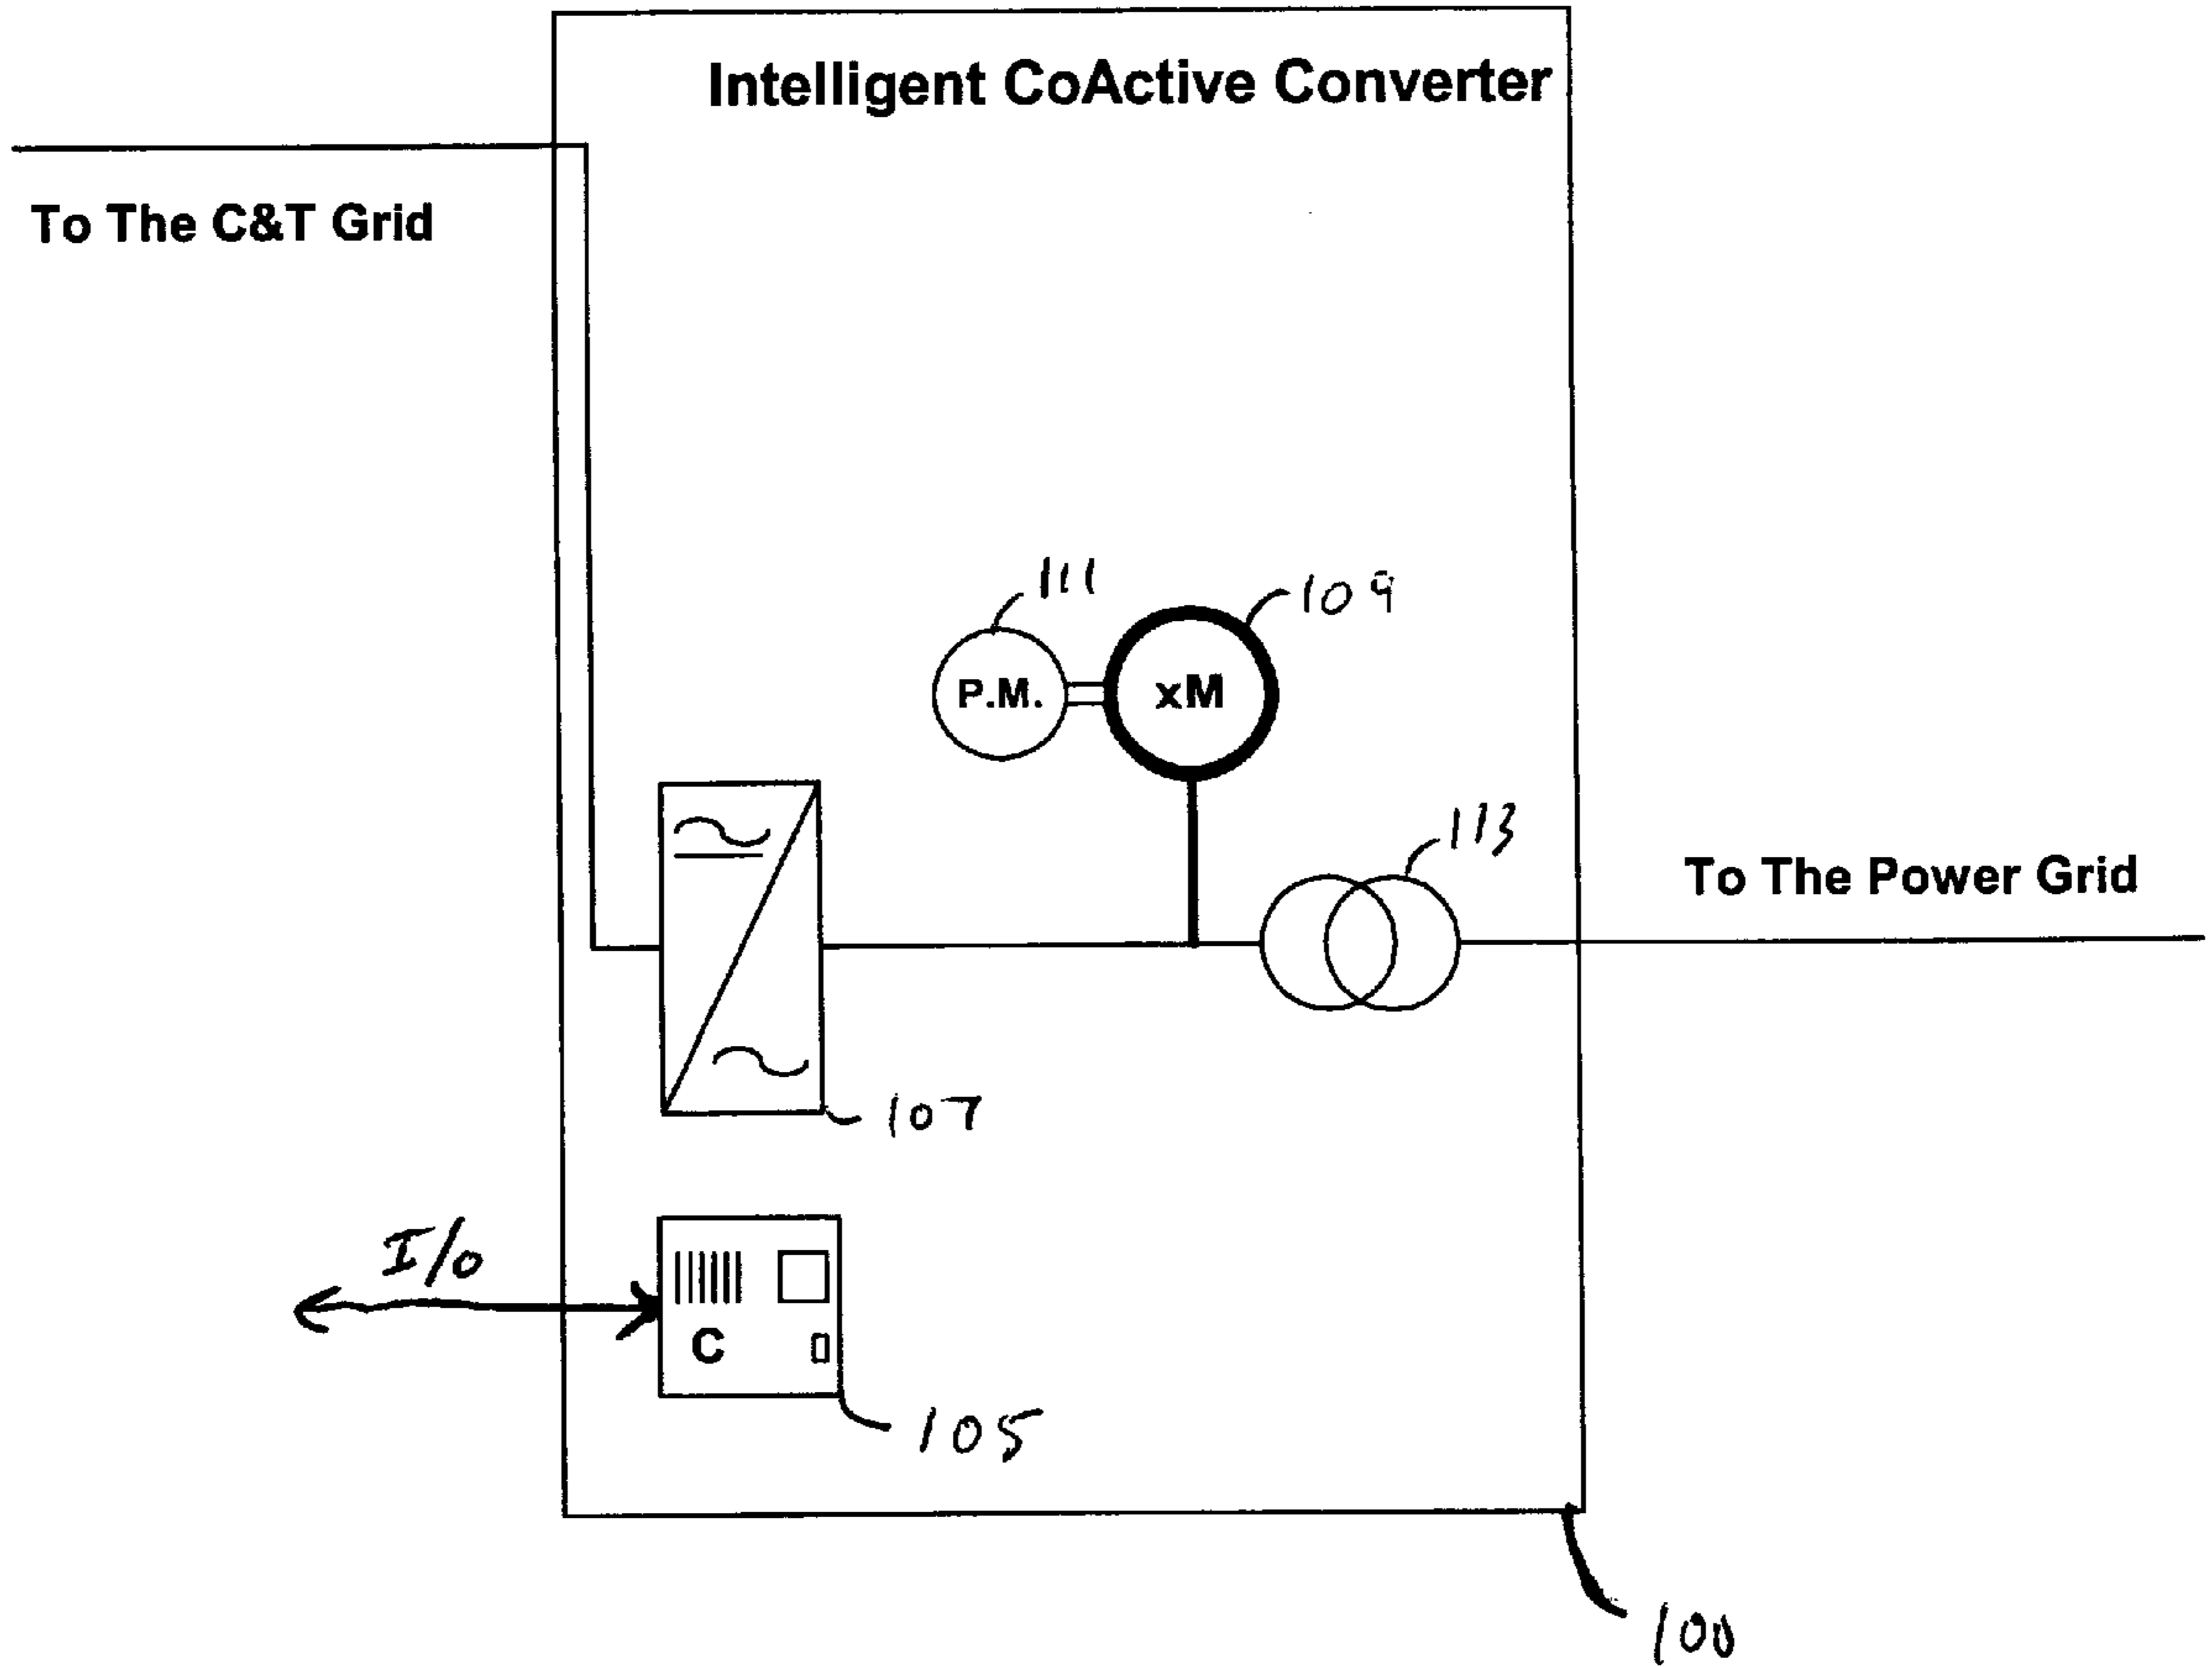 Intelligent CoActive Converter
To The C&T Grid
111
109
P.M.
xM
113
To The Power Grid
107
I/O
C
105
100